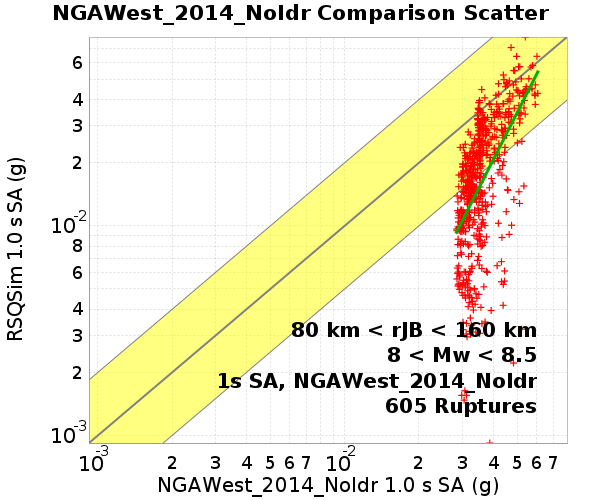 NGAWest_2014_NoIdr Comparison Scatter
RSQSim 1.0 s SA (g)
6
4
3
2
10-2
8
6
4
3
2
10-3
80 km < rJB < 160 km
8 < Mw < 8.5
1s SA, NGAWest_2014_NoIdr
605 Ruptures
10-3 2 3 4 5 6 7 10-2 2 3 4 5 6 7
NGAWest_2014_NoIdr 1.0 s SA (g)